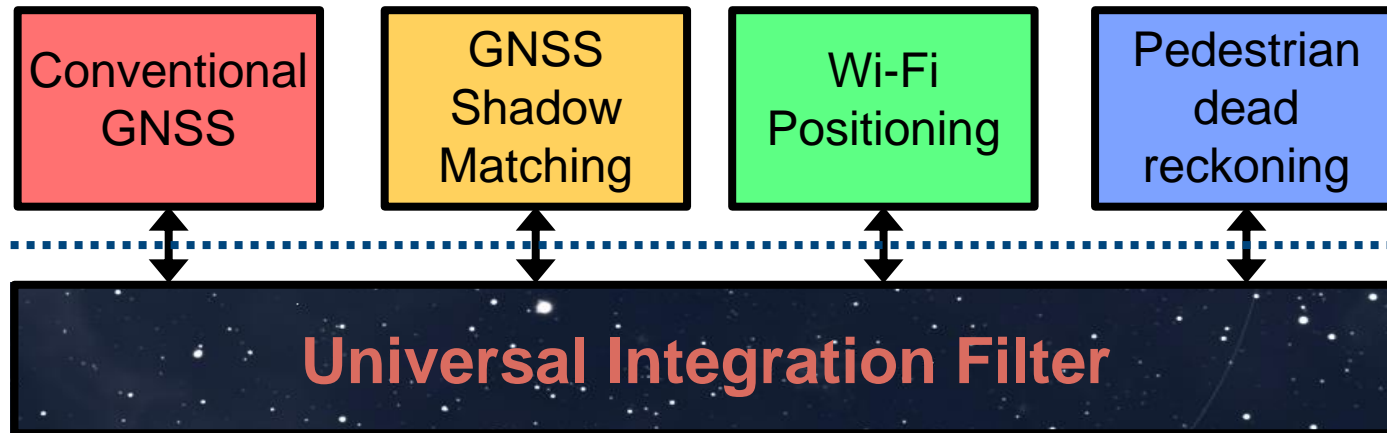 Conventional
GNSS
GNSS
Shadow
Matching
Wi-Fi
Positioning
Pedestrian
dead
reckoning
Universal Integration Filter